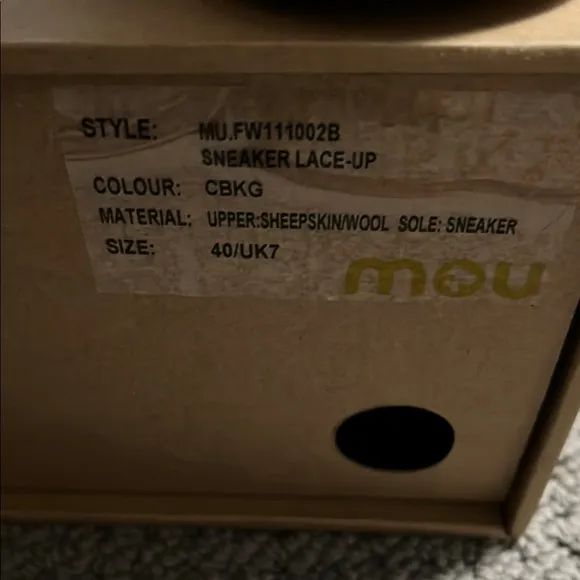 STYLE: MU.FW111002B
SNEAKER LACE-UP
COLOUR: CBKG
MATERIAL: UPPER:SHEEPSKIN/WOOL SOLE: SNEAKER
SIZE: 40/UK7
mou